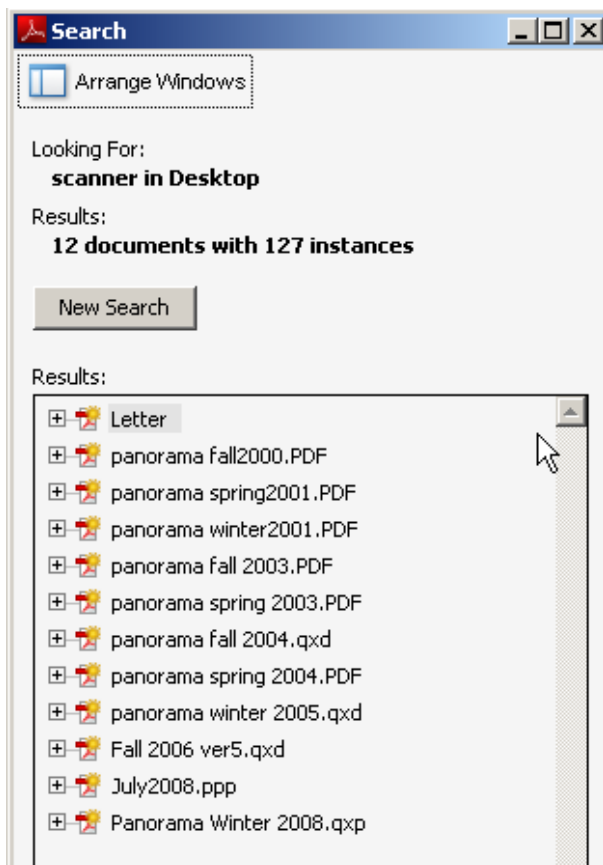 Search
Arrange Windows
Looking For:
scanner in Desktop
Results:
12 documents with 127 instances
New Search
Results:
Letter
panorama fall2000.PDF
panorama spring2001.PDF
panorama winter2001.PDF
panorama fall 2003.PDF
panorama spring 2003.PDF
panorama fall 2004.qxd
panorama spring 2004.PDF
panorama winter 2005.qxd
Fall 2006 ver5.qxd
July2008.ppp
Panorama Winter 2008.qxp